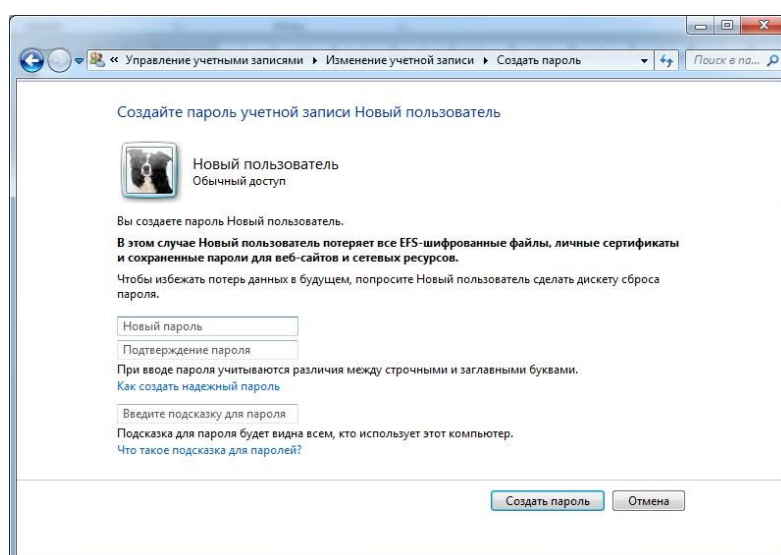 « Управление учетными записями ▸ Изменение учетной записи ▸ Создать пароль
Поиск в па...
Создайте пароль учетной записи Новый пользователь
Новый пользователь
Обычный доступ
Вы создаете пароль Новый пользователь.
В этом случае Новый пользователь потеряет все EFS-шифрованные файлы, личные сертификаты
и сохраненные пароли для веб-сайтов и сетевых ресурсов.
Чтобы избежать потерь данных в будущем, попросите Новый пользователь сделать дискету сброса
пароля.
Новый пароль
Подтверждение пароля
При вводе пароля учитываются различия между строчными и заглавными буквами.
Как создать надежный пароль
Введите подсказку для пароля
Подсказка для пароля будет видна всем, кто использует этот компьютер.
Что такое подсказка для паролей?
Создать пароль
Отмена